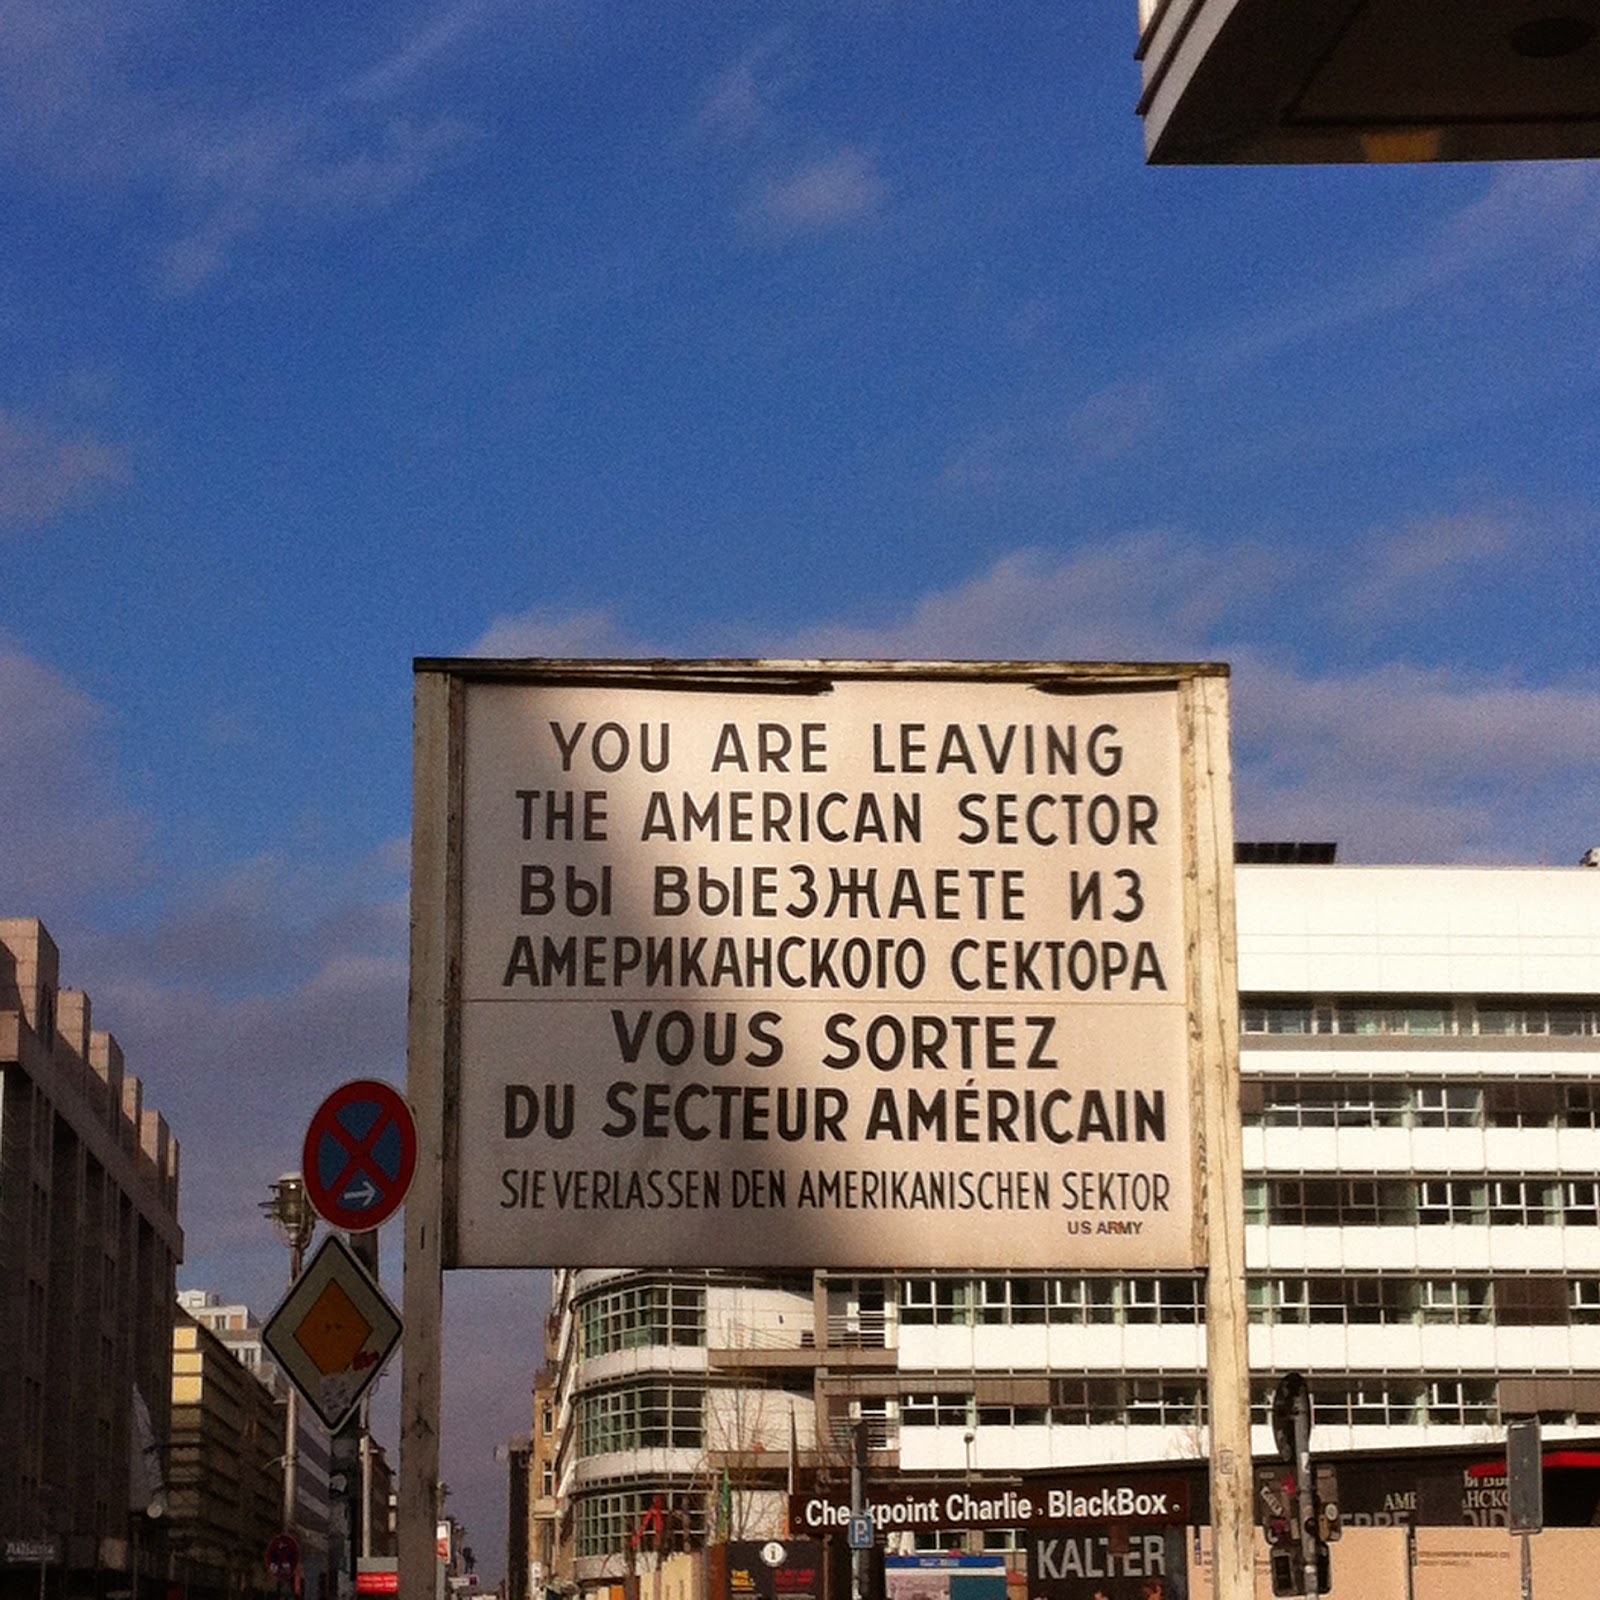 YOU ARE LEAVING
THE AMERICAN SECTOR
ВЫ ВЫЕЗЖАЕТЕ ИЗ
АМЕРИКАНСКОГО СЕКТОРА
VOUS SORTEZ
DU SECTEUR AMÉRICAIN
SIE VERLASSEN DEN AMERIKANISCHEN SEKTOR
US ARMY
Checkpoint Charlie BlackBox
KALTER